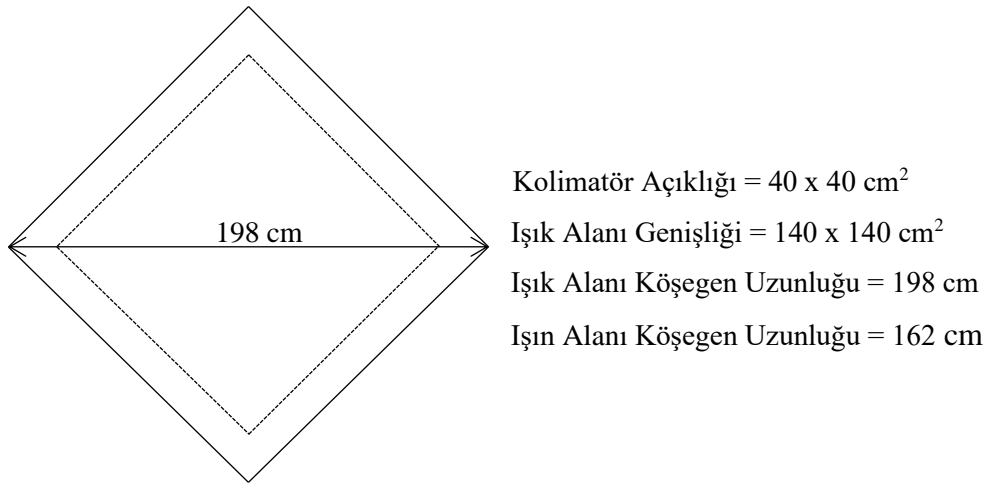 198 cm
Kolimatör Açıklığı = 40 x 40 cm²
Işık Alanı Genişliği = 140 x 140 cm²
Işık Alanı Köşegen Uzunluğu = 198 cm
Işın Alanı Köşegen Uzunluğu = 162 cm